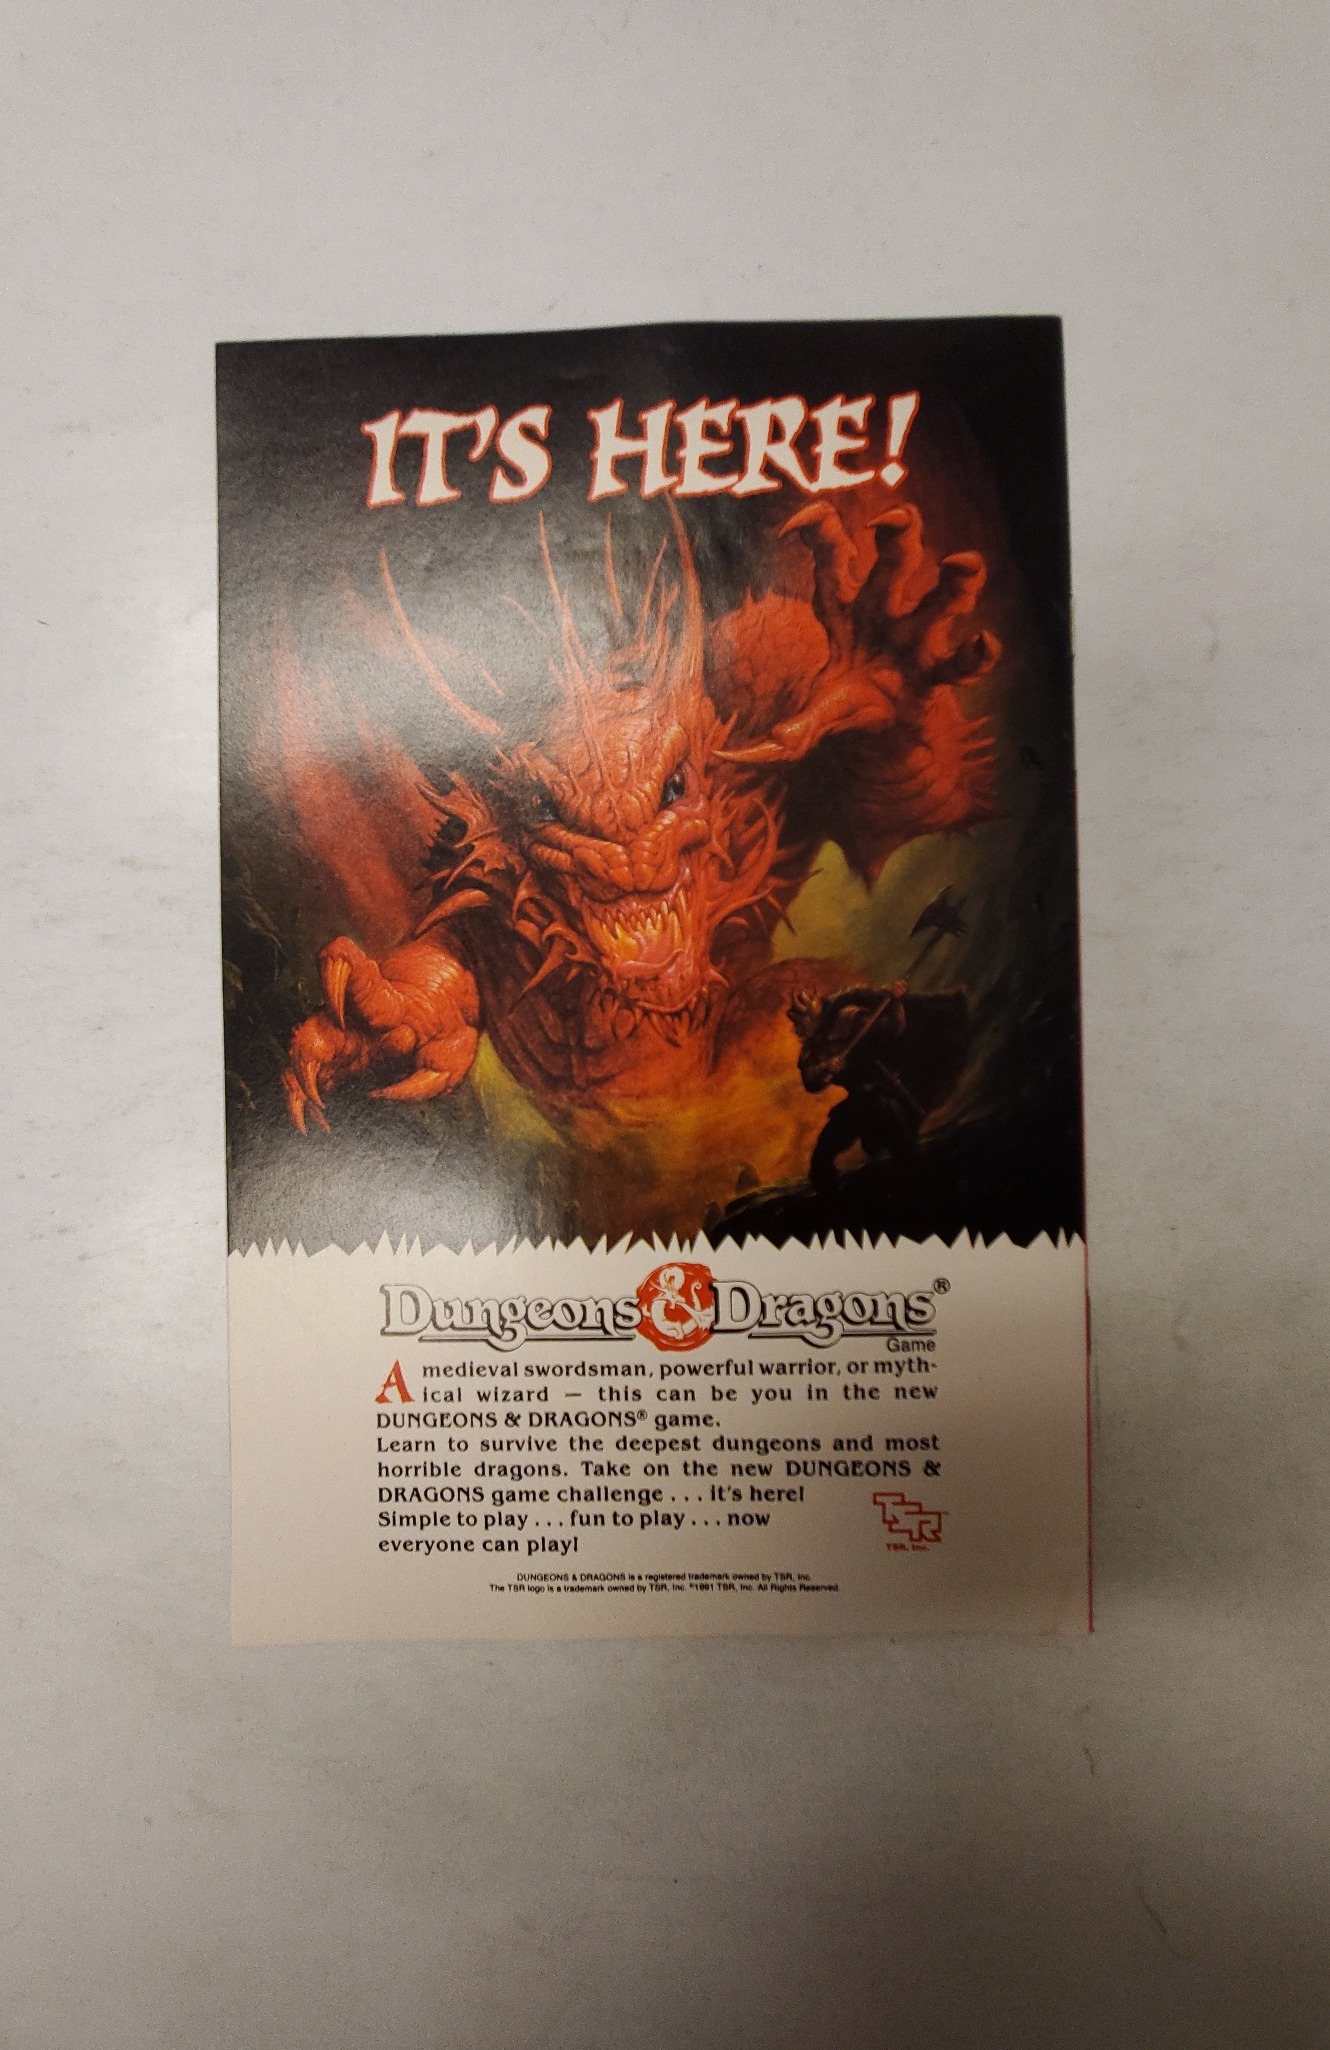 IT'S HERE!
Dungeons & Dragons®
Game
A medieval swordsman, powerful warrior, or myth-
ical wizard — this can be you in the new
DUNGEONS & DRAGONS® game.
Learn to survive the deepest dungeons and most
horrible dragons. Take on the new DUNGEONS &
DRAGONS game challenge . . . it's here!
Simple to play . . . fun to play . . . now
everyone can play!
TSR™
TSR, Inc.
DUNGEONS & DRAGONS is a registered trademark owned by TSR, Inc.
The TSR logo is a trademark owned by TSR, Inc. ©1991 TSR, Inc. All Rights Reserved.